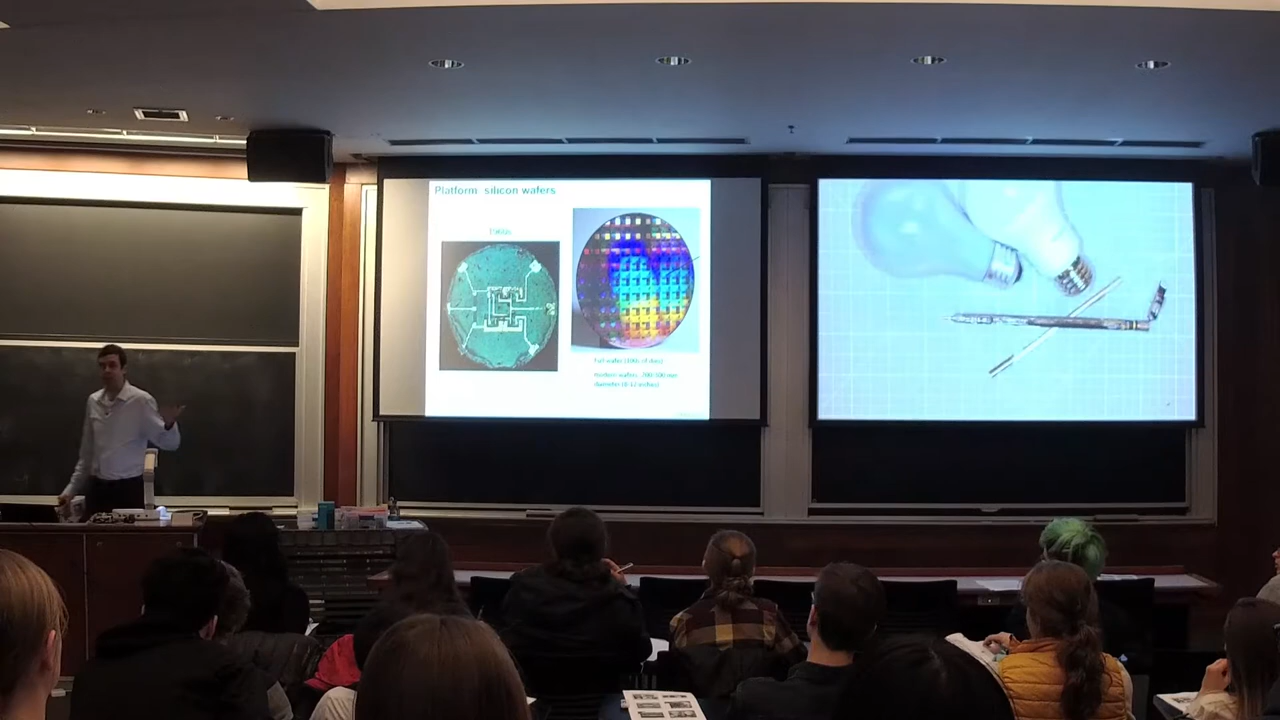 Platform silicon wafers
1960s
Full wafer (100s of dies)
modern wafers: 200-300 mm
diameter (8-12 inches)